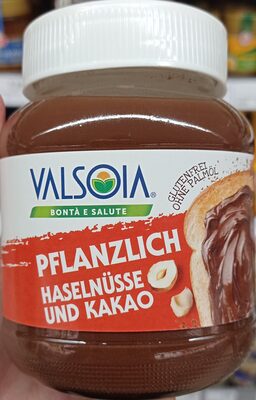 VALSOIA®
BONTÀ E SALUTE
GLUTENFREI
OHNE PALMÖL
PFLANZLICH
HASELNÜSSE
UND KAKAO